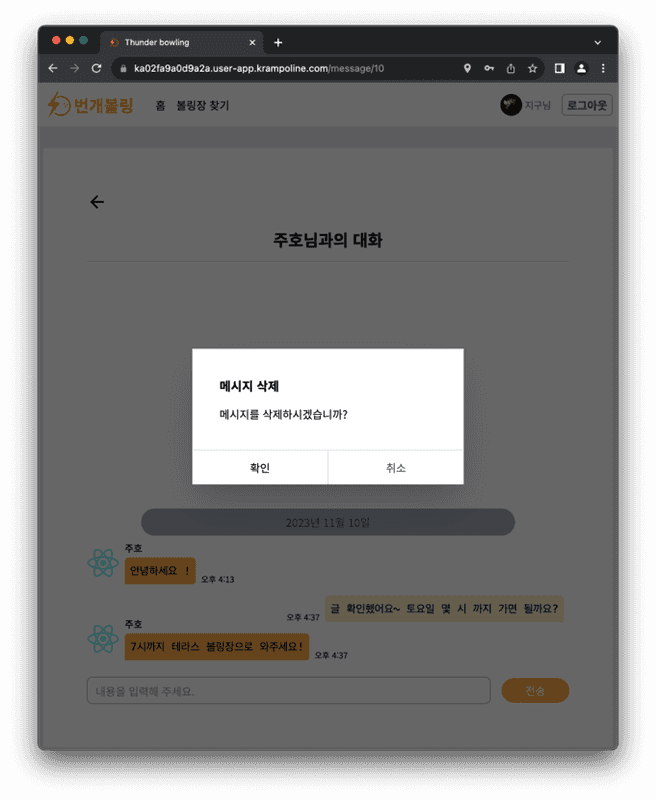 Thunder bowling
ka02fa9a0d9a2a.user-app.krampoline.com/message/10
번개볼링
홈 볼링장 찾기
지구님 로그아웃
주호님과의 대화
메시지 삭제
메시지를 삭제하시겠습니까?
확인 취소
2023년 11월 10일
주호
안녕하세요 !
오후 4:13
글 확인했어요~ 토요일 몇 시 까지 가면 될까요?
오후 4:37
주호
7시까지 테라스 볼링장으로 와주세요!
오후 4:37
내용을 입력해 주세요.
전송